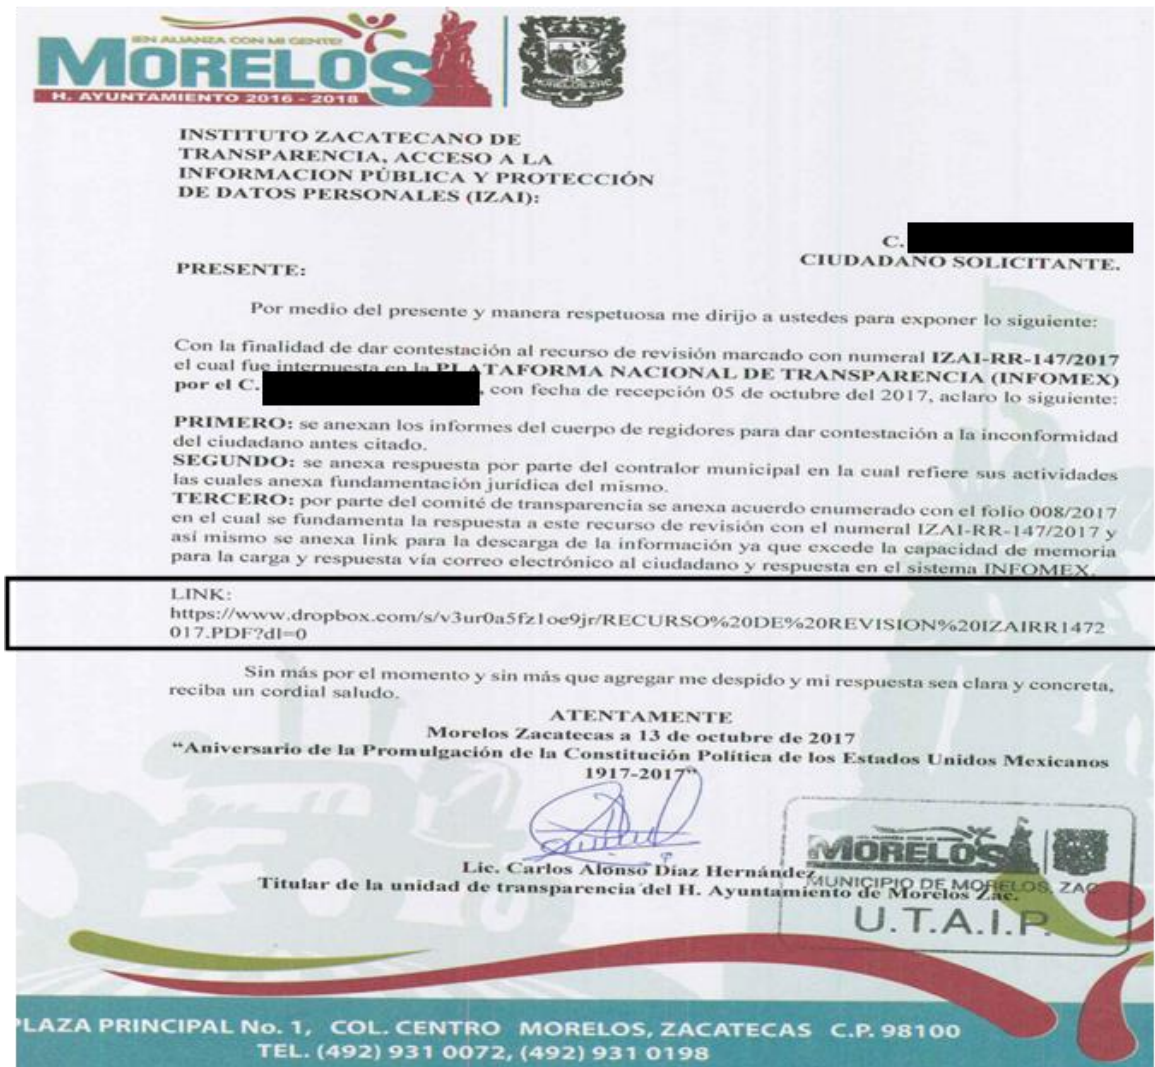 ¡EN ALIANZA CON MI GENTE!
MORELOS
H. AYUNTAMIENTO 2016 - 2018
MORELOS, ZAC.
INSTITUTO ZACATECANO DE
TRANSPARENCIA, ACCESO A LA
INFORMACION PÚBLICA Y PROTECCIÓN
DE DATOS PERSONALES (IZAI):
C.
CIUDADANO SOLICITANTE.
PRESENTE:
Por medio del presente y manera respetuosa me dirijo a ustedes para exponer lo siguiente:
Con la finalidad de dar contestación al recurso de revisión marcado con numeral IZAI-RR-147/2017
el cual fue interpuesta en la PLATAFORMA NACIONAL DE TRANSPARENCIA (INFOMEX)
por el C. , con fecha de recepción 05 de octubre del 2017, aclaro lo siguiente:
PRIMERO: se anexan los informes del cuerpo de regidores para dar contestación a la inconformidad
del ciudadano antes citado.
SEGUNDO: se anexa respuesta por parte del contralor municipal en la cual refiere sus actividades
las cuales anexa fundamentación jurídica del mismo.
TERCERO: por parte del comité de transparencia se anexa acuerdo enumerado con el folio 008/2017
en el cual se fundamenta la respuesta a este recurso de revisión con el numeral IZAI-RR-147/2017 y
así mismo se anexa link para la descarga de la información ya que excede la capacidad de memoria
para la carga y respuesta vía correo electrónico al ciudadano y respuesta en el sistema INFOMEX.
LINK:
https://www.dropbox.com/s/v3ur0a5fz1oe9jr/RECURSO%20DE%20REVISION%20IZAIRR1472
017.PDF?dl=0
Sin más por el momento y sin más que agregar me despido y mi respuesta sea clara y concreta,
reciba un cordial saludo.
ATENTAMENTE
Morelos Zacatecas a 13 de octubre de 2017
“Aniversario de la Promulgación de la Constitución Política de los Estados Unidos Mexicanos
1917-2017“
Lic. Carlos Alonso Díaz Hernández
Titular de la unidad de transparencia del H. Ayuntamiento de Morelos Zac.
MORELOS
MUNICIPIO DE MORELOS, ZAC.
U.T.A.I.P.
PLAZA PRINCIPAL No. 1, COL. CENTRO MORELOS, ZACATECAS C.P. 98100
TEL. (492) 931 0072, (492) 931 0198